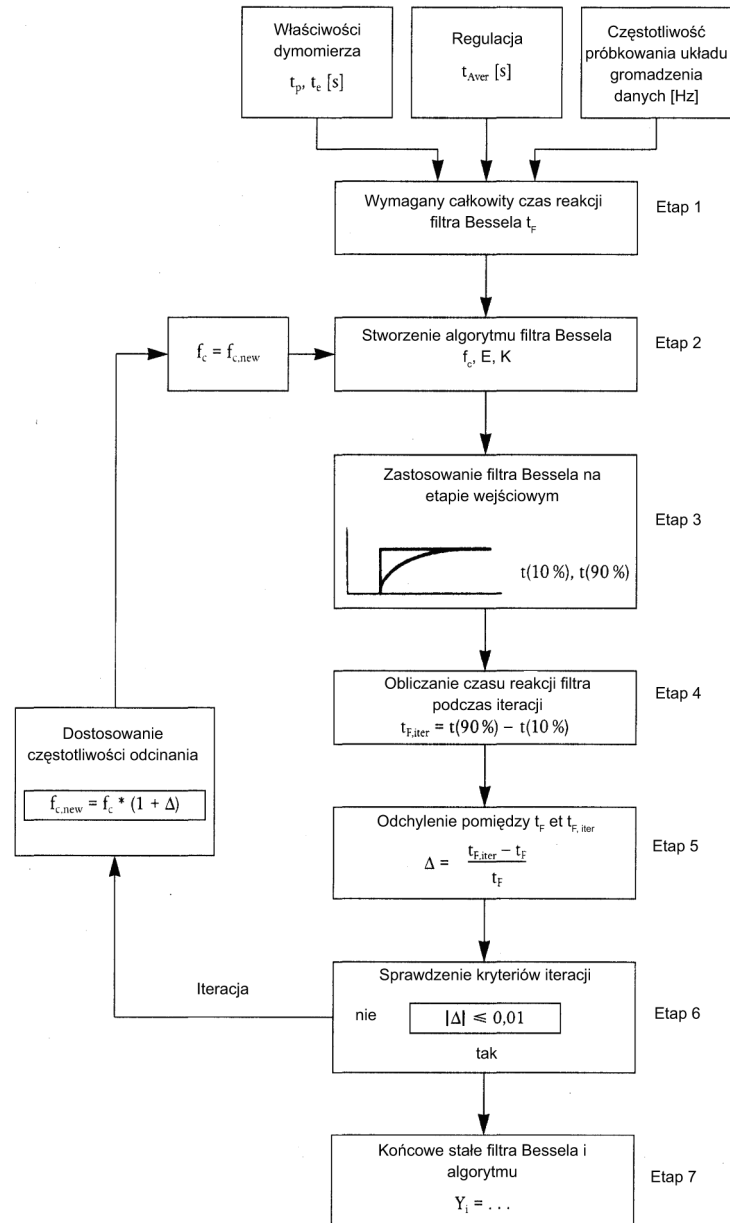 Właściwości
dymomierza
t_p, t_e [s]
Regulacja
t_Aver [s]
Częstotliwość
próbkowania układu
gromadzenia
danych [Hz]
Wymagany całkowity czas reakcji
filtra Bessela t_F
Etap 1
f_c = f_c,new
Stworzenie algorytmu filtra Bessela
f_c, E, K
Etap 2
Zastosowanie filtra Bessela na
etapie wejściowym
t(10 %), t(90 %)
Etap 3
Obliczanie czasu reakcji filtra
podczas iteracji
t_F,iter = t(90 %) − t(10 %)
Etap 4
Dostosowanie
częstotliwości odcinania
f_c,new = f_c * (1 + Δ)
Odchylenie pomiędzy t_F et t_F, iter
Δ = (t_F,iter − t_F) / t_F
Etap 5
Iteracja
Sprawdzenie kryteriów iteracji
nie |Δ| ⩽ 0,01
tak
Etap 6
Końcowe stałe filtra Bessela i
algorytmu
Y_i = . . .
Etap 7